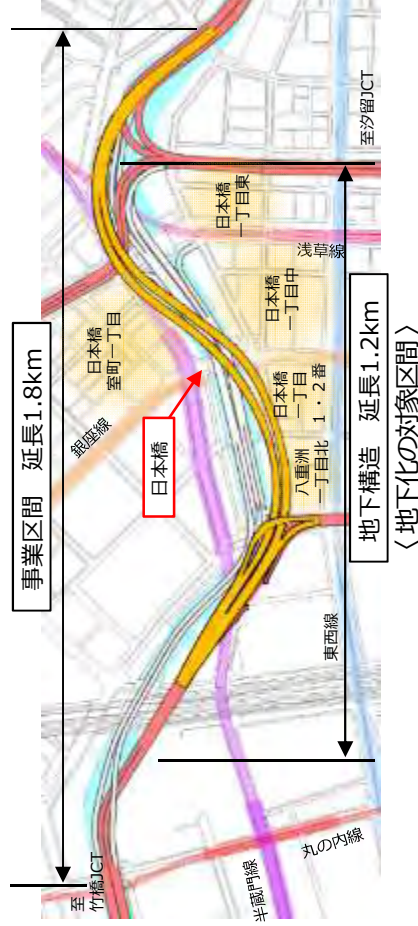 事業区間　延長1.8km
至
竹橋JCT
銀座線
日本橋
室町一丁目
日本橋
日本橋
一丁目東
日本橋
一丁目中
日本橋
一丁目
1・2番
八重洲
一丁目北
浅草線
至汐留JCT
東西線
丸の内線
半蔵門線
地下構造　延長1.2km
〈地下化の対象区間〉